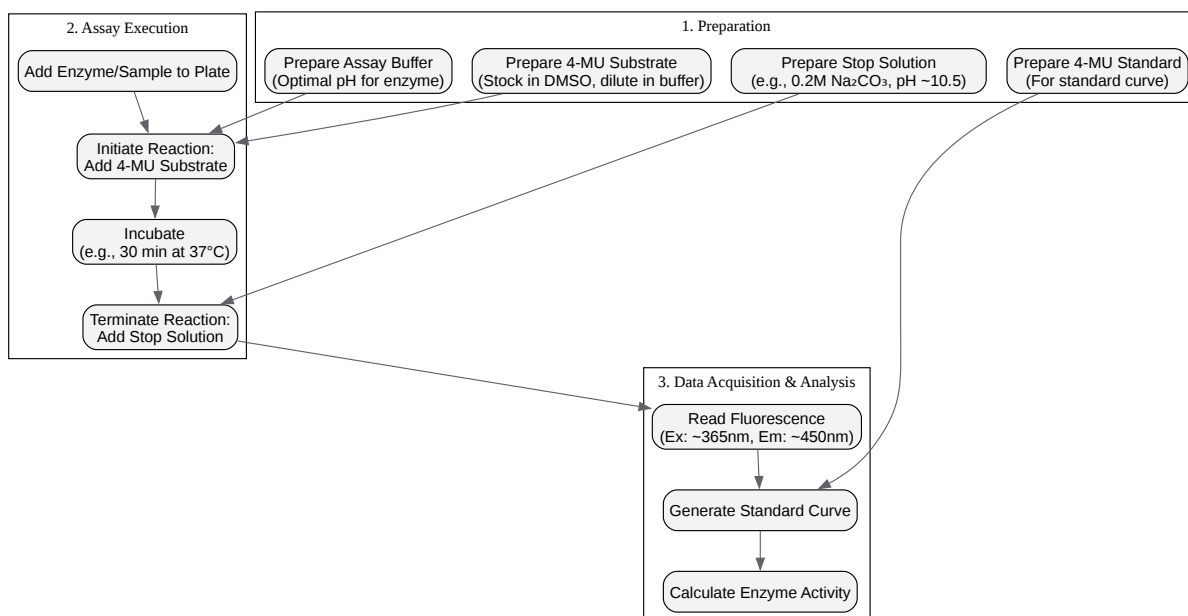 1. Preparation
Prepare Assay Buffer
(Optimal pH for enzyme)
Prepare 4-MU Substrate
(Stock in DMSO, dilute in buffer)
Prepare Stop Solution
(e.g., 0.2M Na₂CO₃, pH ~10.5)
Prepare 4-MU Standard
(For standard curve)
2. Assay Execution
Add Enzyme/Sample to Plate
Initiate Reaction:
Add 4-MU Substrate
Incubate
(e.g., 30 min at 37°C)
Terminate Reaction:
Add Stop Solution
3. Data Acquisition & Analysis
Read Fluorescence
(Ex: ~365nm, Em: ~450nm)
Generate Standard Curve
Calculate Enzyme Activity